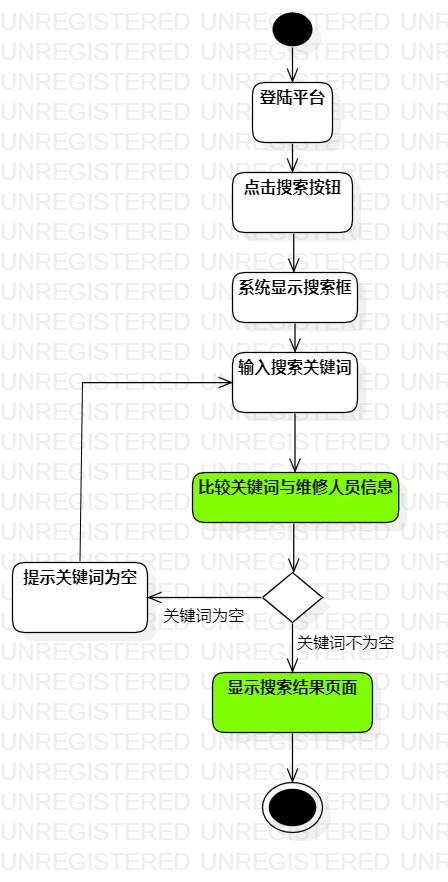 登陆平台
点击搜索按钮
系统显示搜索框
输入搜索关键词
比较关键词与维修人员信息
提示关键词为空
关键词为空
关键词不为空
显示搜索结果页面
UNREGISTERED